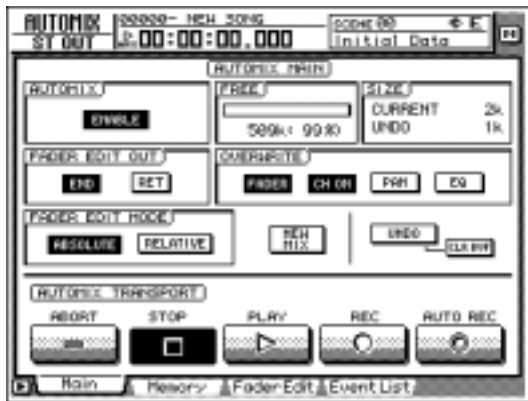 AUTOMIX
ST OUT
00000- NEW SONG
00:00:00.000
SCENE 00 E
Initial Data
AUTOMIX MAIN
AUTOMIX
ENABLE
FREE
509k( 99%)
SIZE
CURRENT 2k
UNDO 1k
FADER EDIT OUT
END RET
OVERWRITE
FADER CH ON PAN EQ
FADER EDIT MODE
ABSOLUTE RELATIVE
NEW
MIX
UNDO
CLR BUF
AUTOMIX TRANSPORT
ABORT STOP PLAY REC AUTO REC
Main Memory Fader Edit Event List